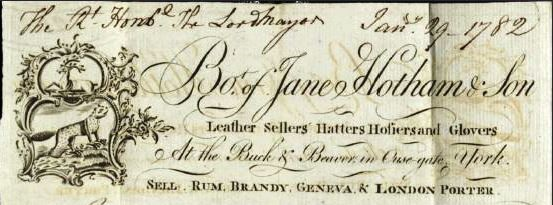 The Rt. Honble. The Lord Mayor Jany. 29 1782
Bot. of Jane Hotham & Son
Leather Sellers Hatters Hosiers and Glovers
At the Buck & Beaver, in Ouse-gate, York.
SELL, RUM, BRANDY, GENEVA, & LONDON PORTER.